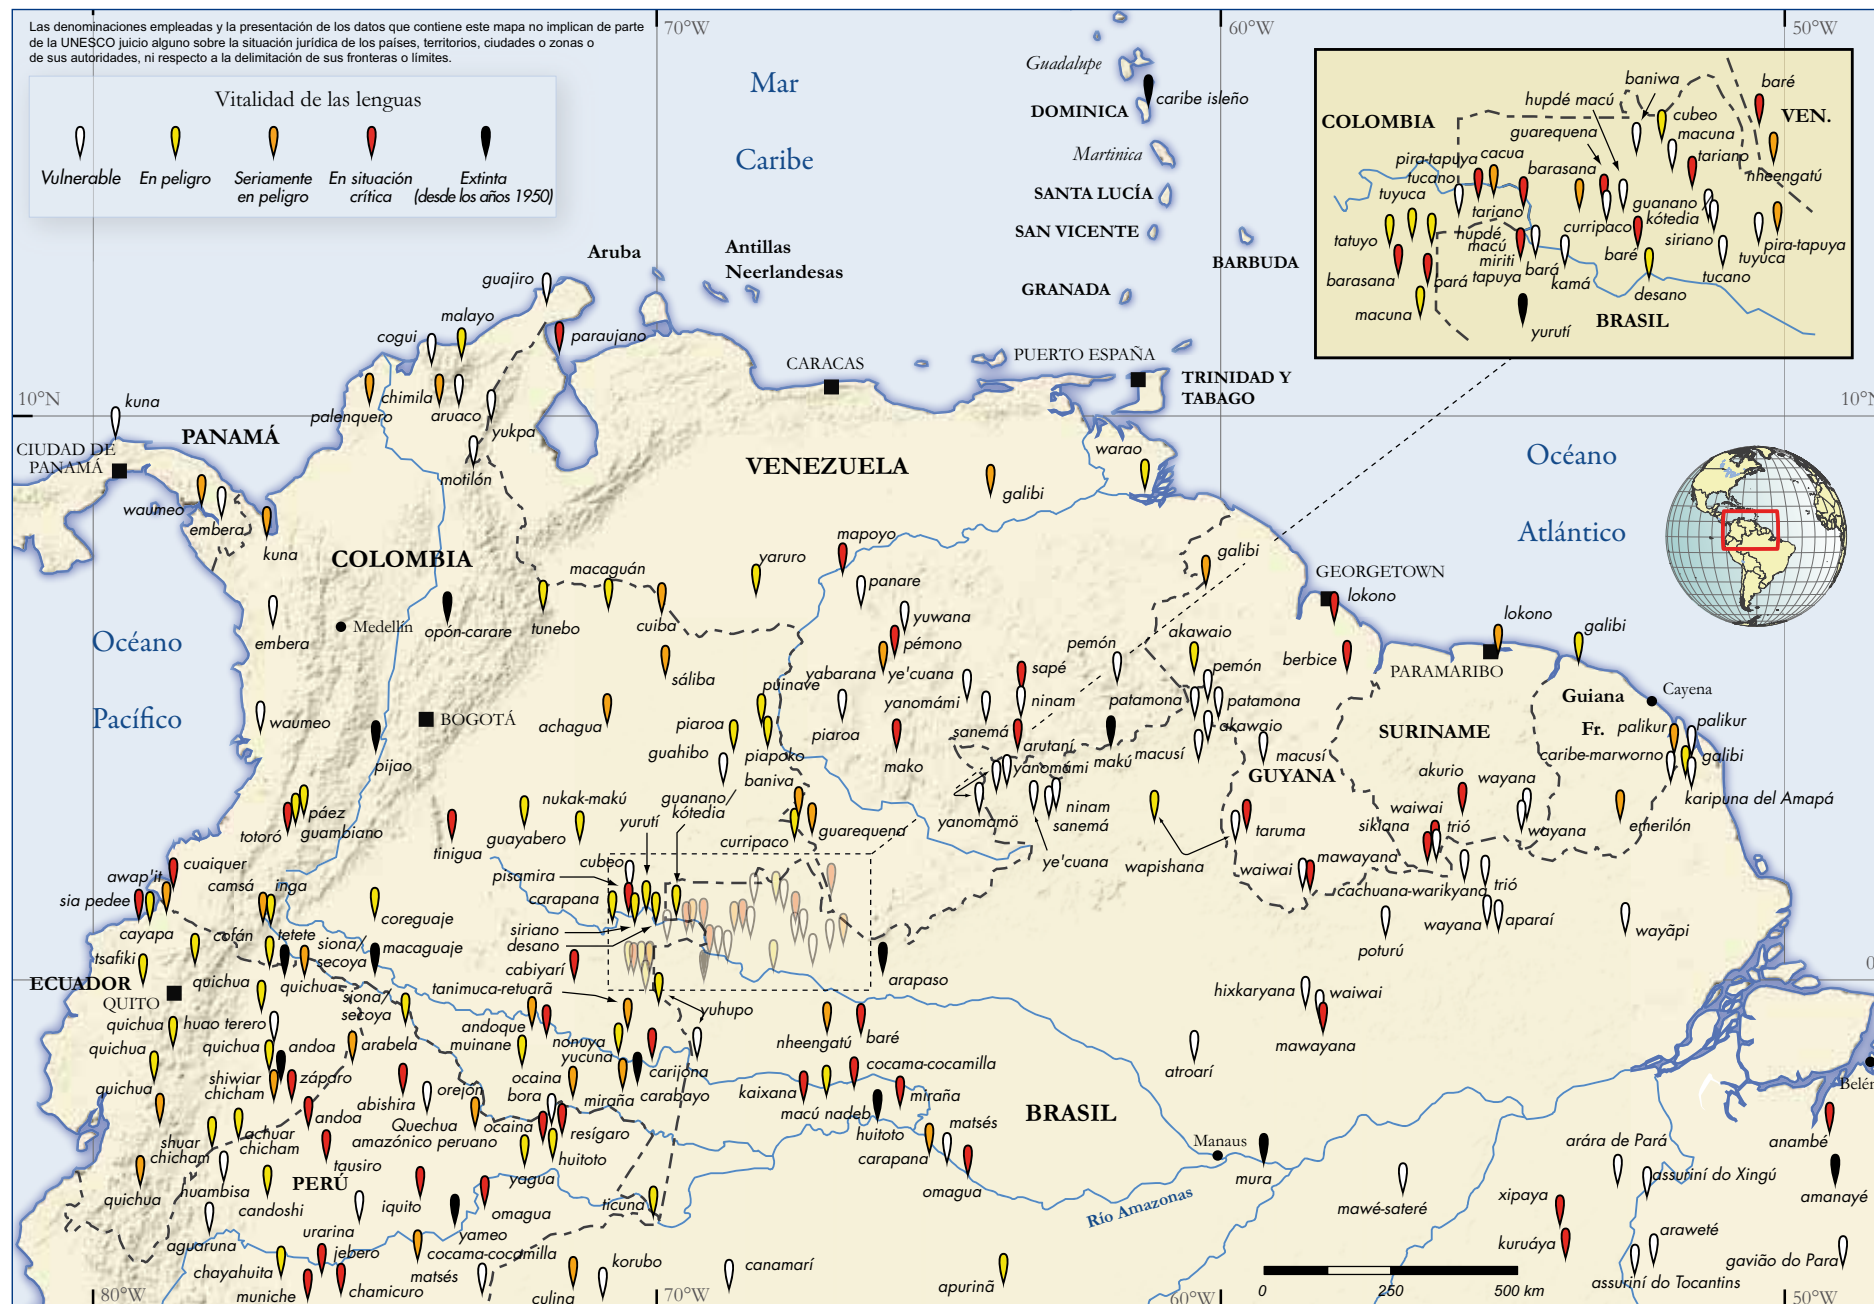 Las denominaciones empleadas y la presentación de los datos que contiene este mapa no implican de parte
de la UNESCO juicio alguno sobre la situación jurídica de los países, territorios, ciudades o zonas o
de sus autoridades, ni respecto a la delimitación de sus fronteras o límites.
Vitalidad de las lenguas
Vulnerable
En peligro
Seriamente
en peligro
En situación
crítica
Extinta
(desde los años 1950)
70°W
60°W
50°W
Mar
Caribe
Guadalupe
DOMINICA
caribe isleño
Martinica
SANTA LUCÍA
SAN VICENTE
BARBUDA
GRANADA
Aruba
Antillas
Neerlandesas
COLOMBIA
VEN.
BRASIL
baniwa
baré
hupdé macú
cubeo
guarequena
macuna
pira-tapuya
cacua
barasana
tariano
tucano
nheengatú
tuyuca
guanano
tariano
kótedia
curripaco
tatuyo
hupdé
macú
siriano
pira-tapuya
miriti
tapuya
bará
baré
tuyuca
barasana
bará
kamá
tucano
desano
macuna
yurutí
guajiro
malayo
cogui
paraujano
CARACAS
PUERTO ESPAÑA
TRINIDAD Y
TABAGO
10°N
10°N
kuna
palenquero
chimila
aruaco
yukpa
PANAMÁ
CIUDAD DE
PANAMÁ
motilón
VENEZUELA
warao
galibi
Océano
Atlántico
waumeo
embera
kuna
COLOMBIA
mapoyo
yaruro
panare
macaguán
galibi
GEORGETOWN
lokono
yuwana
embera
Medellín
opón-carare
tunebo
cuiba
pémono
pemón
akawaio
lokono
galibi
Océano
Pacífico
sáliba
yabarana
ye'cuana
sapé
pemón
berbice
PARAMARIBO
puinave
yanomámi
ninam
patamona
patamona
Guiana
Fr.
Cayena
waumeo
BOGOTÁ
achagua
piaroa
piaroa
sanemá
arutaní
akawaio
SURINAME
palikur
palikur
pijao
guahibo
piapoko
mako
yanomámi
makú
macusí
macusí
caribe-marworno
galibi
baniva
GUYANA
akurio
wayana
karipuna del Amapá
páez
guambiano
totoró
nukak-makú
guanano
kótedia
yanomamö
ninam
sanemá
taruma
waiwai
trió
sikiana
wayana
emerilón
tinigua
guayabero
yurutí
curripaco
guarequena
ye'cuana
wapishana
mawayana
cuaiquer
awap'it
cubeo
pisamira
waiwai
cachuana-warikyana
trió
sia pedee
camsá
inga
carapana
coreguaje
wayana
aparaí
wayãpi
cayapa
cofán
tetete
siriano
desano
poturú
tsafiki
siona/
secoya
macaguaje
cabiyarí
arapaso
ECUADOR
QUITO
quichua
quichua
siona/
secoya
tanimuca-retuarã
yuhupo
hixkaryana
waiwai
quichua
huao terero
andoque
muinane
nonuya
yucuna
nheengatú
baré
mawayana
quichua
quichua
andoa
arabela
carijona
atroarí
Belén
quichua
shiwiar
chicham
záparo
orejón
ocaina
bora
miraña
carabayo
cocama-cocamilla
kaixana
miraña
abishira
andoa
Quechua
amazónico peruano
ocaina
resígaro
macú nadeb
matsés
BRASIL
shuar
chicham
achuar
chicham
tausiro
huitoto
huitoto
carapana
Manaus
arára de Pará
anambé
quichua
huambisa
candoshi
PERÚ
yagua
omagua
mura
assuriní do Xingú
amanayé
urarina
iquito
omagua
ticuna
Río Amazonas
mawé-sateré
xipaya
aguaruna
yameo
jebero
araweté
kuruáya
gavião do Para
chayahuita
cocama-cocamilla
matsés
korubo
canamarí
apurinã
assuriní do Tocantins
muniche
chamicuro
culina
80°W
70°W
60°W
50°W
0
250
500 km